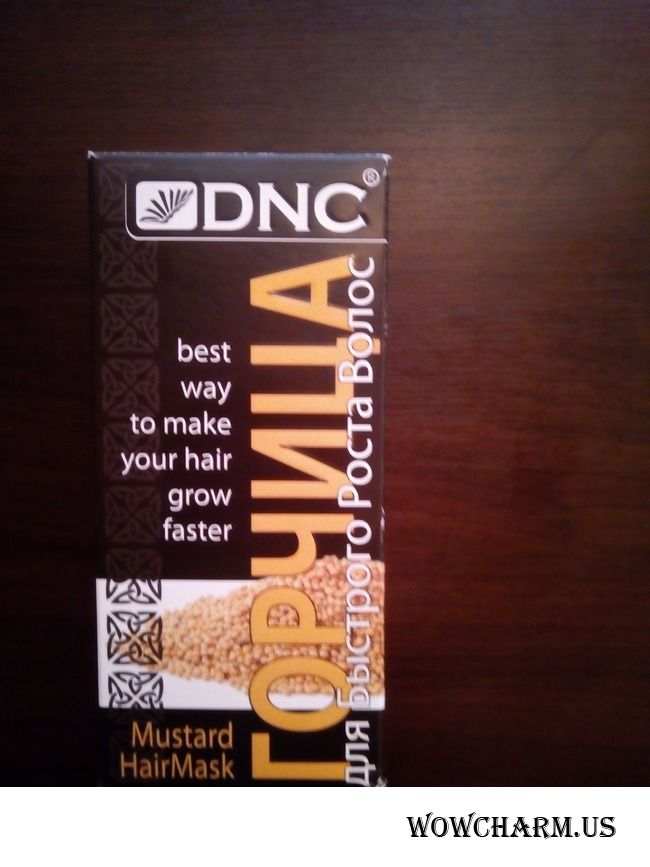 DNC®
best
way
to make
your hair
grow
faster
ГОРЧИЦА
для Быстрого Роста Волос
Mustard
HairMask
WOWCHARM.US